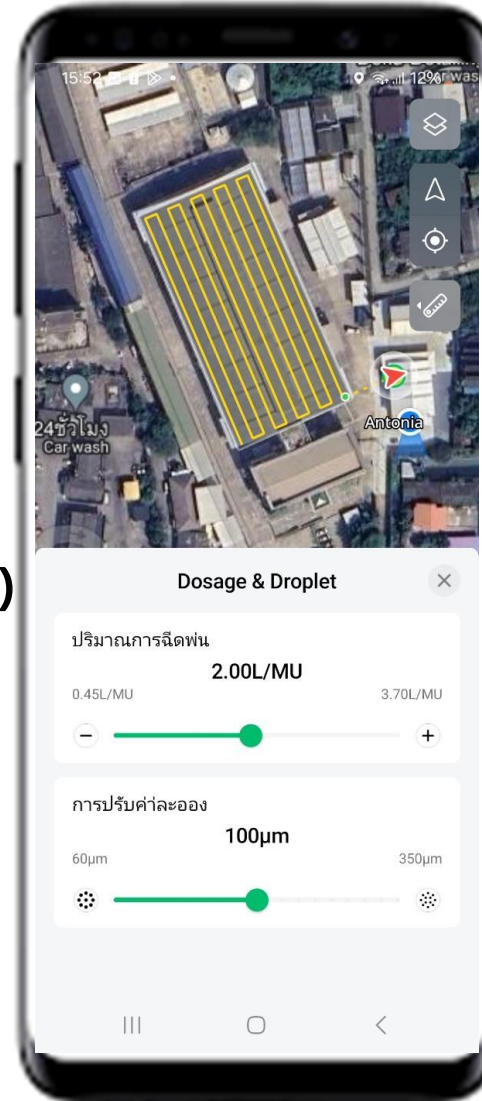 15:52
12%
Antonia
24ชั่วโมง
Car wash
)
Dosage & Droplet
ปริมาณการฉีดพ่น
2.00L/MU
0.45L/MU
3.70L/MU
การปรับค่าละออง
100µm
60µm
350µm